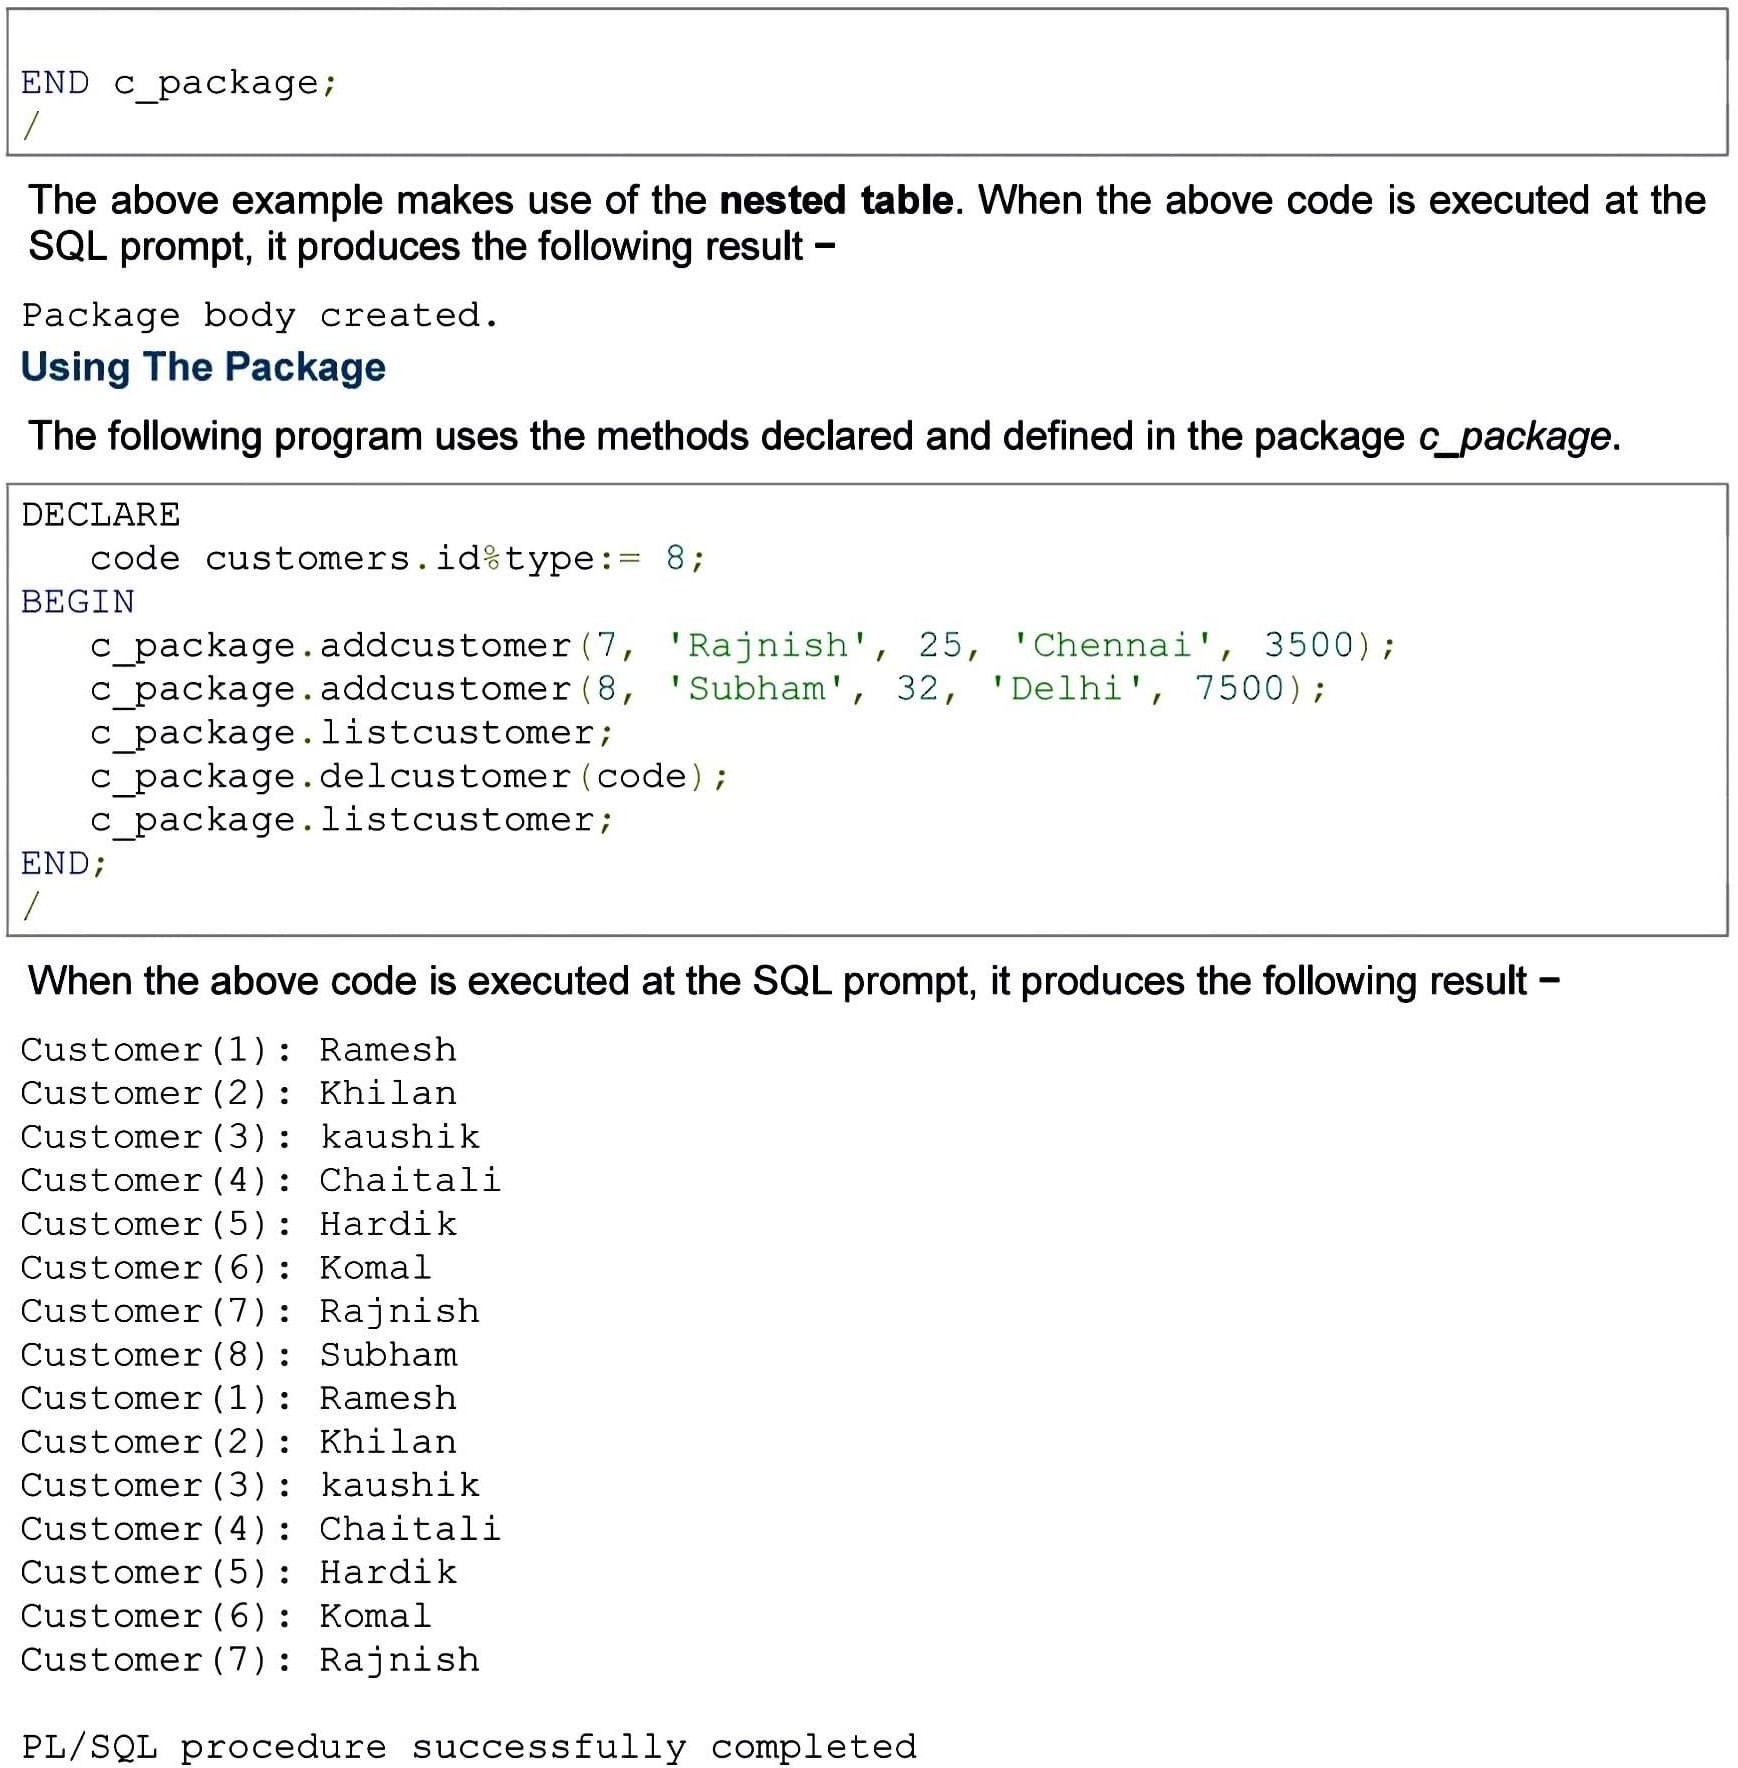 END c_package;
/
The above example makes use of the nested table. When the above code is executed at the
SQL prompt, it produces the following result −
Package body created.
Using The Package
The following program uses the methods declared and defined in the package c_package.
DECLARE
   code customers.id%type:= 8;
BEGIN
   c_package.addcustomer(7, 'Rajnish', 25, 'Chennai', 3500);
   c_package.addcustomer(8, 'Subham', 32, 'Delhi', 7500);
   c_package.listcustomer;
   c_package.delcustomer(code);
   c_package.listcustomer;
END;
/
When the above code is executed at the SQL prompt, it produces the following result −
Customer(1): Ramesh
Customer(2): Khilan
Customer(3): kaushik
Customer(4): Chaitali
Customer(5): Hardik
Customer(6): Komal
Customer(7): Rajnish
Customer(8): Subham
Customer(1): Ramesh
Customer(2): Khilan
Customer(3): kaushik
Customer(4): Chaitali
Customer(5): Hardik
Customer(6): Komal
Customer(7): Rajnish
PL/SQL procedure successfully completed